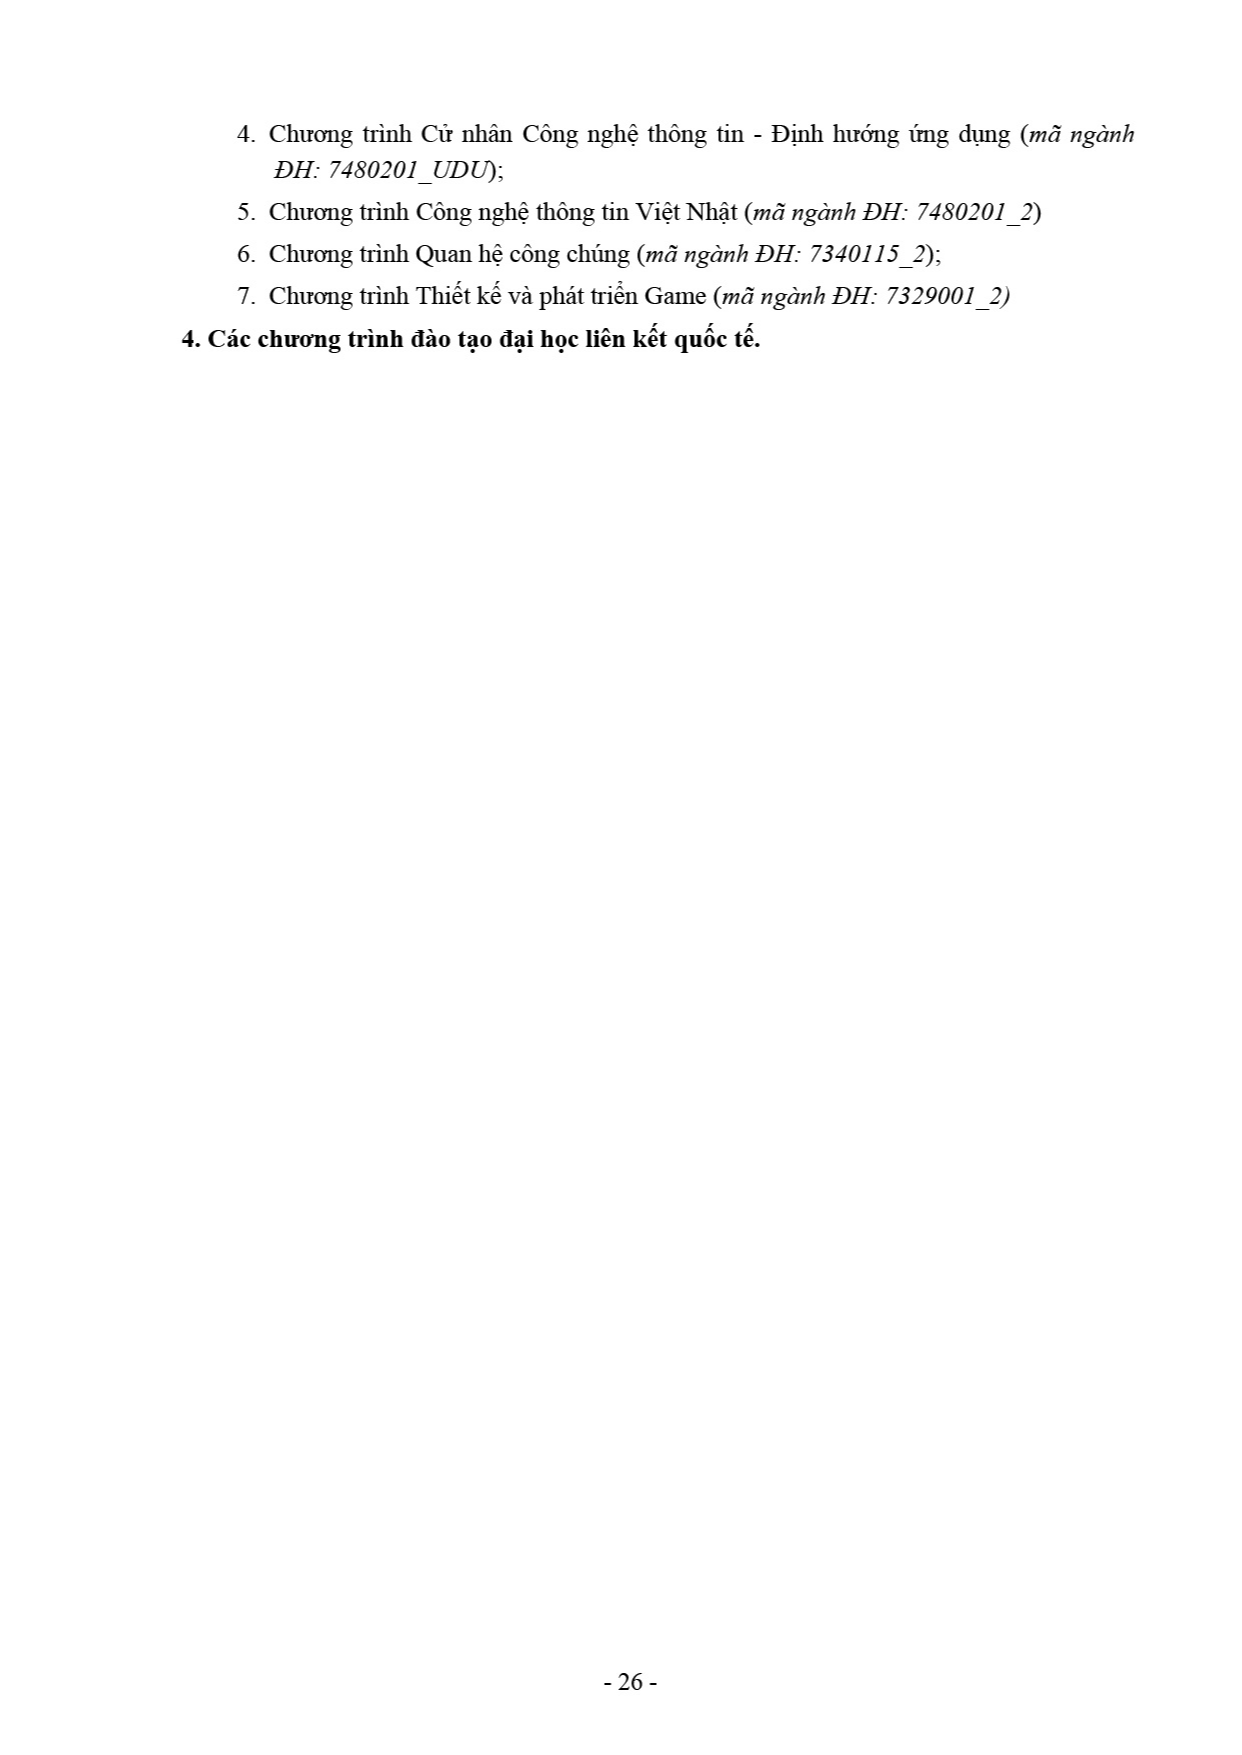 4. Chương trình Cử nhân Công nghệ thông tin - Định hướng ứng dụng (mã ngành
ĐH: 7480201_UDU);
5. Chương trình Công nghệ thông tin Việt Nhật (mã ngành ĐH: 7480201_2)
6. Chương trình Quan hệ công chúng (mã ngành ĐH: 7340115_2);
7. Chương trình Thiết kế và phát triển Game (mã ngành ĐH: 7329001_2)
4. Các chương trình đào tạo đại học liên kết quốc tế.
- 26 -